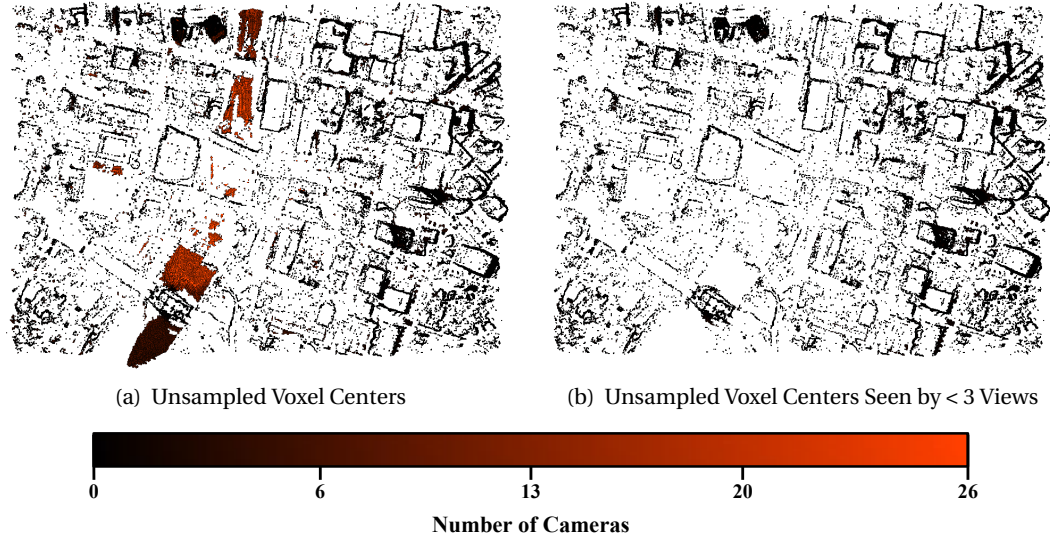 (a) Unsampled Voxel Centers
(b) Unsampled Voxel Centers Seen by < 3 Views
0 6 13 20 26
Number of Cameras